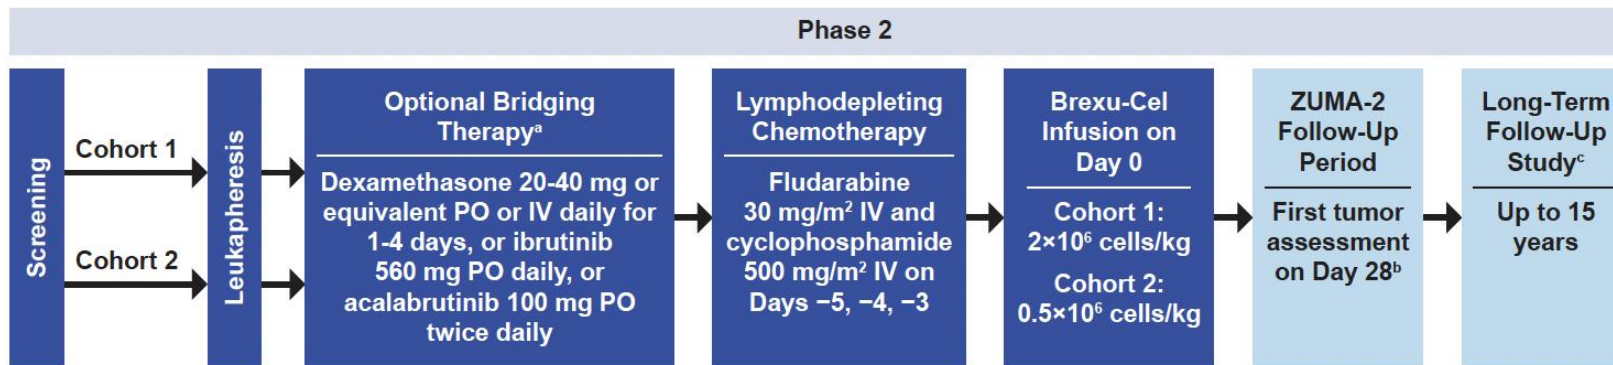 Phase 2
Screening
Cohort 1
Cohort 2
Leukapheresis
Optional Bridging
Therapyᵃ
Dexamethasone 20-40 mg or
equivalent PO or IV daily for
1-4 days, or ibrutinib
560 mg PO daily, or
acalabrutinib 100 mg PO
twice daily
Lymphodepleting
Chemotherapy
Fludarabine
30 mg/m² IV and
cyclophosphamide
500 mg/m² IV on
Days −5, −4, −3
Brexu-Cel
Infusion on
Day 0
Cohort 1:
2×10⁶ cells/kg
Cohort 2:
0.5×10⁶ cells/kg
ZUMA-2
Follow-Up
Period
First tumor
assessment
on Day 28ᵇ
Long-Term
Follow-Up
Studyᶜ
Up to 15
years